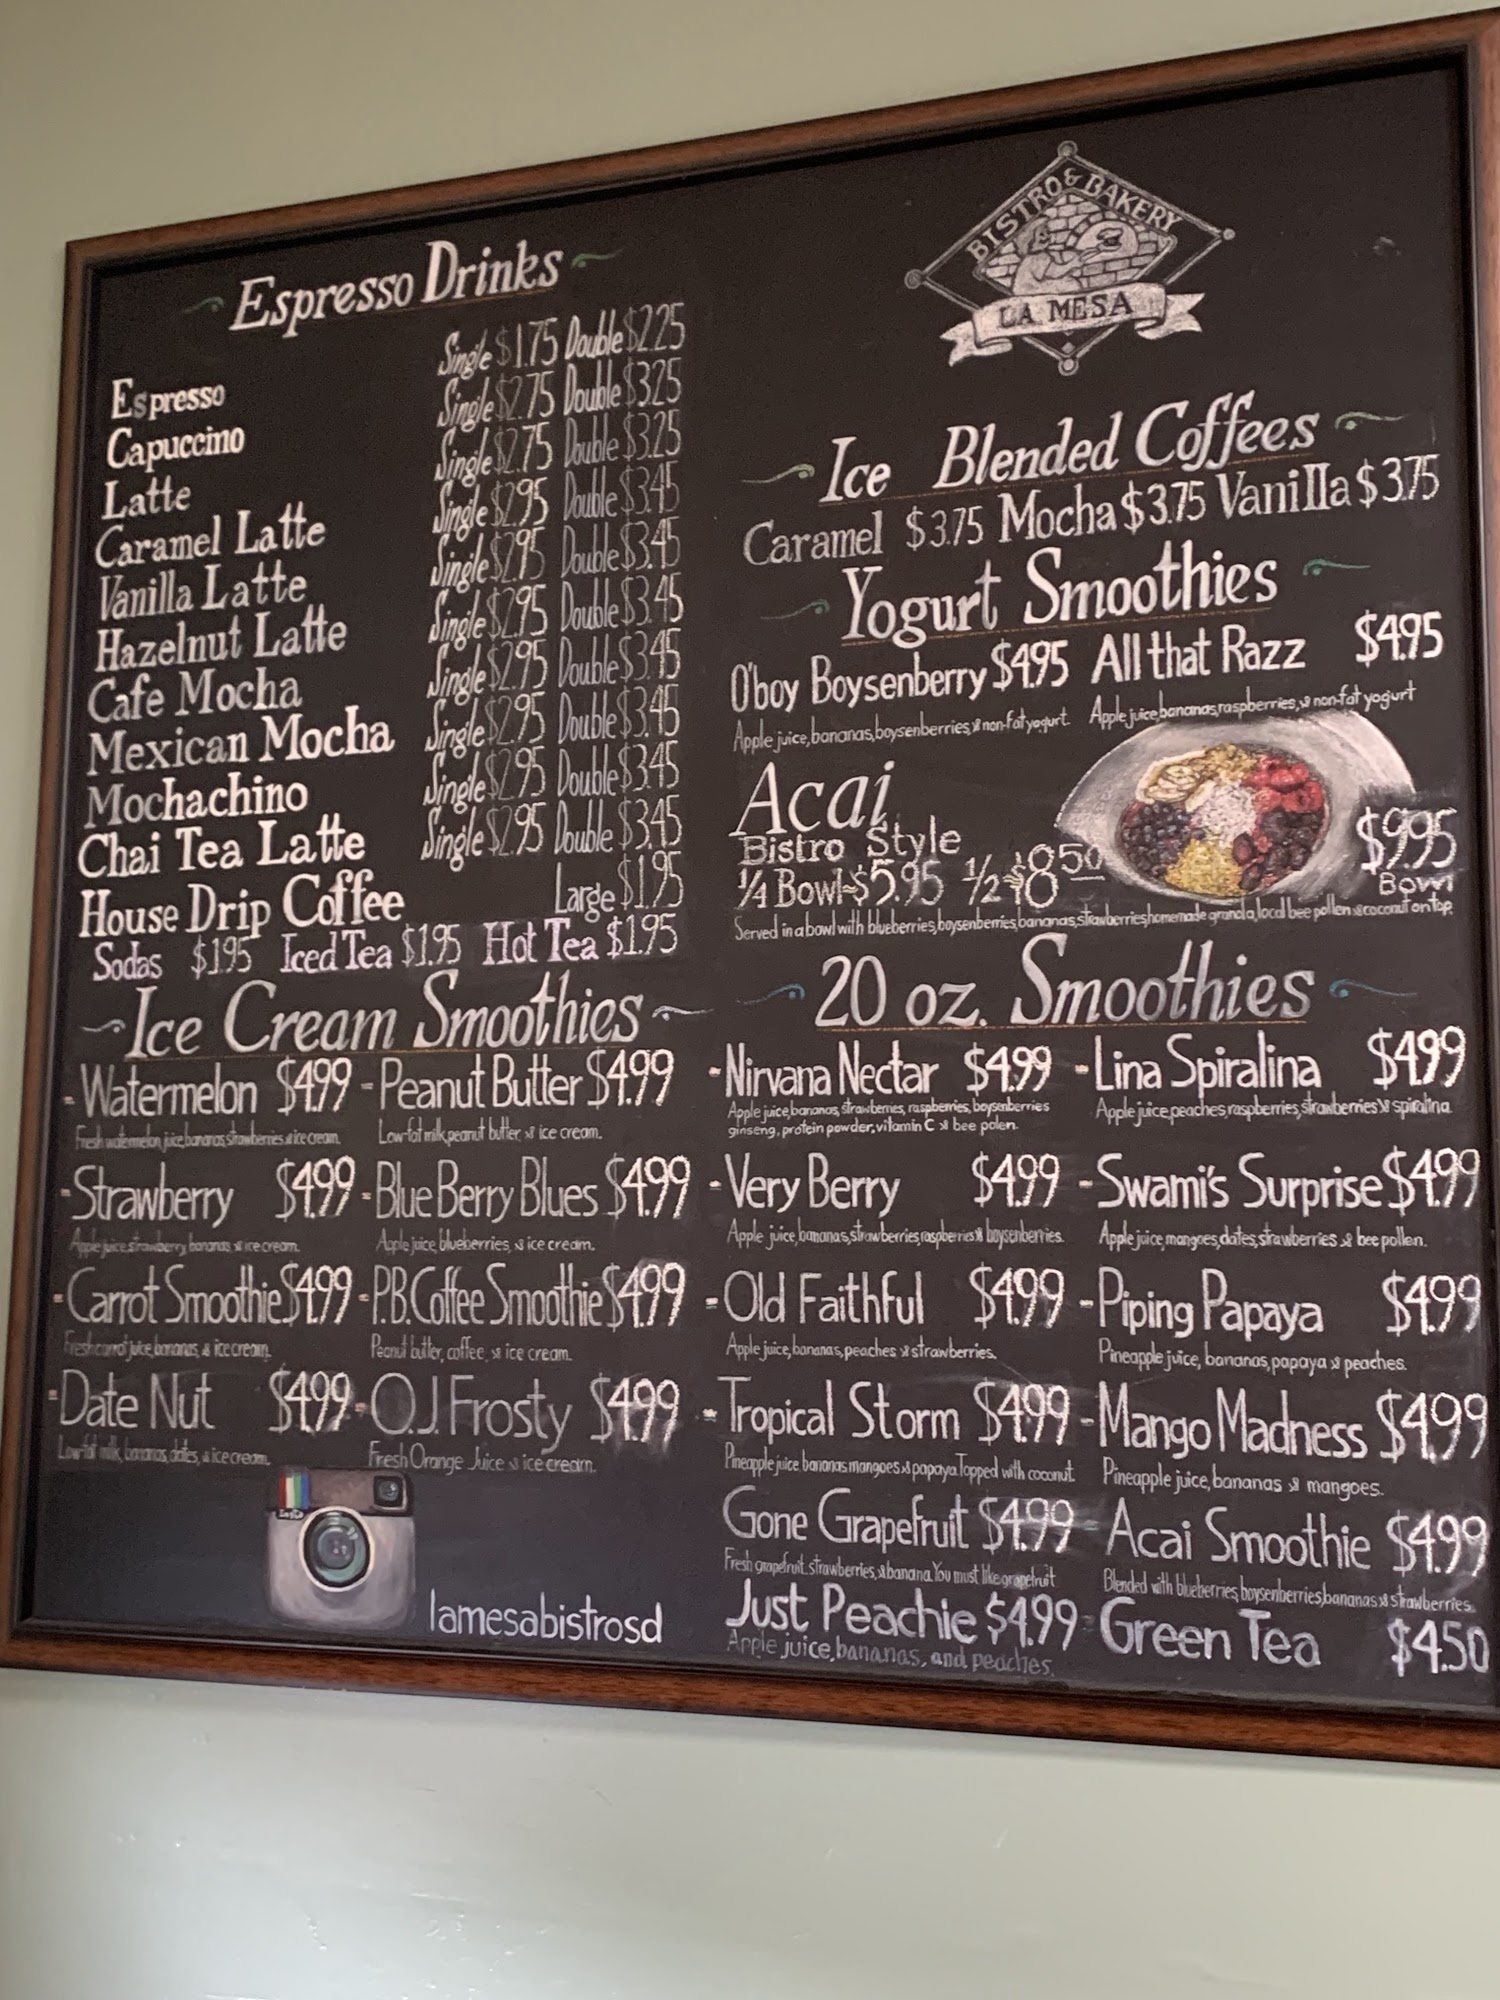 BISTRO & BAKERY
LA MESA
Espresso Drinks
Espresso Single $1.75 Double $2.25
Capuccino Single $2.75 Double $3.25
Latte Single $2.75 Double $3.25
Caramel Latte Single $2.95 Double $3.45
Vanilla Latte Single $2.95 Double $3.45
Hazelnut Latte Single $2.95 Double $3.45
Cafe Mocha Single $2.95 Double $3.45
Mexican Mocha Single $2.95 Double $3.45
Mochachino Single $2.95 Double $3.45
Chai Tea Latte Single $2.95 Double $3.45
House Drip Coffee Large $1.95
Sodas $1.95 Iced Tea $1.95 Hot Tea $1.95
Ice Cream Smoothies
- Watermelon $4.99 - Peanut Butter $4.99
Fresh watermelon juice, bananas, strawberries & ice cream. Low-fat milk, peanut butter, & ice cream.
- Strawberry $4.99 - Blue Berry Blues $4.99
Apple juice, strawberry, bananas & ice cream. Apple juice, blueberries, & ice cream.
- Carrot Smoothie $4.99 - P.B. Coffee Smoothie $4.99
Fresh carrot juice, bananas, & ice cream. Peanut butter, coffee, & ice cream.
- Date Nut $4.99 - O.J. Frosty $4.99
Low-fat milk, bananas, dates, & ice cream. Fresh Orange Juice & ice cream.
lamesabistrosd
Ice Blended Coffees
Caramel $3.75 Mocha $3.75 Vanilla $3.75
Yogurt Smoothies
O'boy Boysenberry $4.95 All that Razz $4.95
Apple juice, bananas, boysenberries, & non-fat yogurt. Apple juice, bananas, raspberries, & non-fat yogurt
Acai
Bistro Style
1/4 Bowl~$5.95 1/2~$8.50 $9.95
Bowl
Served in a bowl with blueberries, boysenberries, bananas, strawberries, homemade granola, local bee pollen & coconut on top.
20 oz. Smoothies
- Nirvana Nectar $4.99 - Lina Spiralina $4.99
Apple juice, bananas, strawberries, raspberries, boysenberries Apple juice, peaches, raspberries, strawberries & spiralina.
ginseng, protein powder, vitamin C & bee polen.
- Very Berry $4.99 - Swami's Surprise $4.99
Apple juice, bananas, strawberries, raspberries & boysenberries. Apple juice, mangoes, dates, strawberries & bee pollen.
- Old Faithful $4.99 - Piping Papaya $4.99
Apple juice, bananas, peaches & strawberries. Pineapple juice, bananas, papaya & peaches.
- Tropical Storm $4.99 - Mango Madness $4.99
Pineapple juice bananas mangoes & papaya. Topped with coconut. Pineapple juice, bananas & mangoes.
Gone Grapefruit $4.99 Acai Smoothie $4.99
Fresh grapefruit, strawberries, & banana. You must like grapefruit Blended with blueberries, boysenberries, bananas & strawberries.
Just Peachie $4.99 Green Tea $4.50
Apple juice, bananas, and peaches.